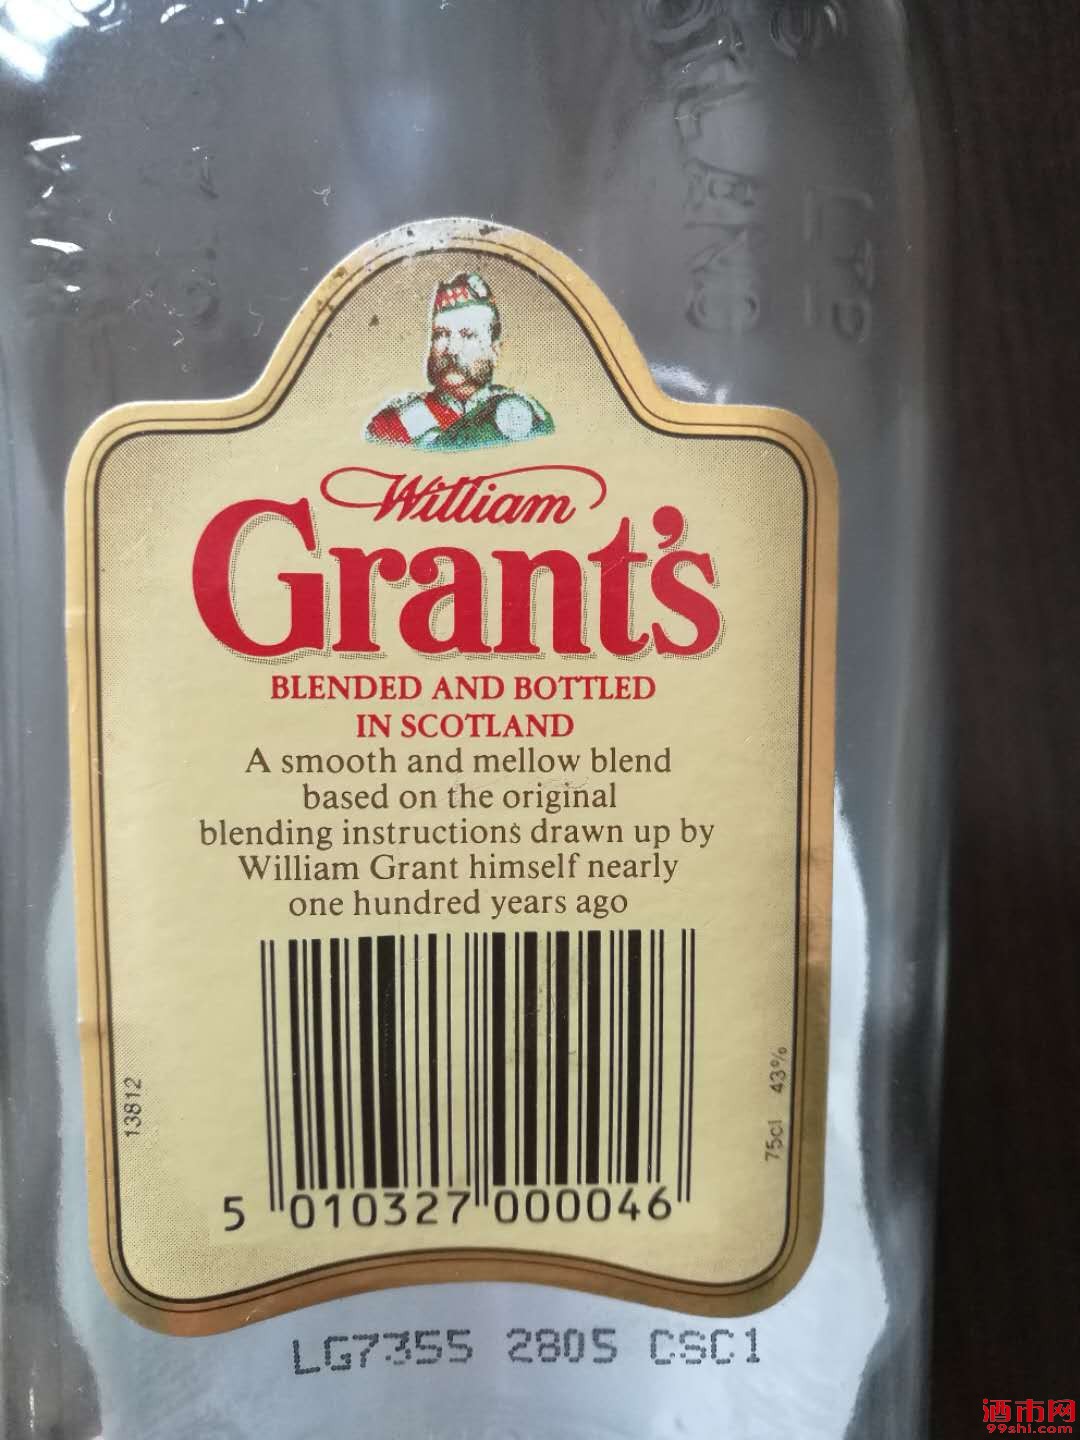 William
Grant's
BLENDED AND BOTTLED
IN SCOTLAND
A smooth and mellow blend
based on the original
blending instructions drawn up by
William Grant himself nearly
one hundred years ago
13812
75cl 43%
5 010327 000046
LG7355 2805 CSC1
酒市网
99shi.com